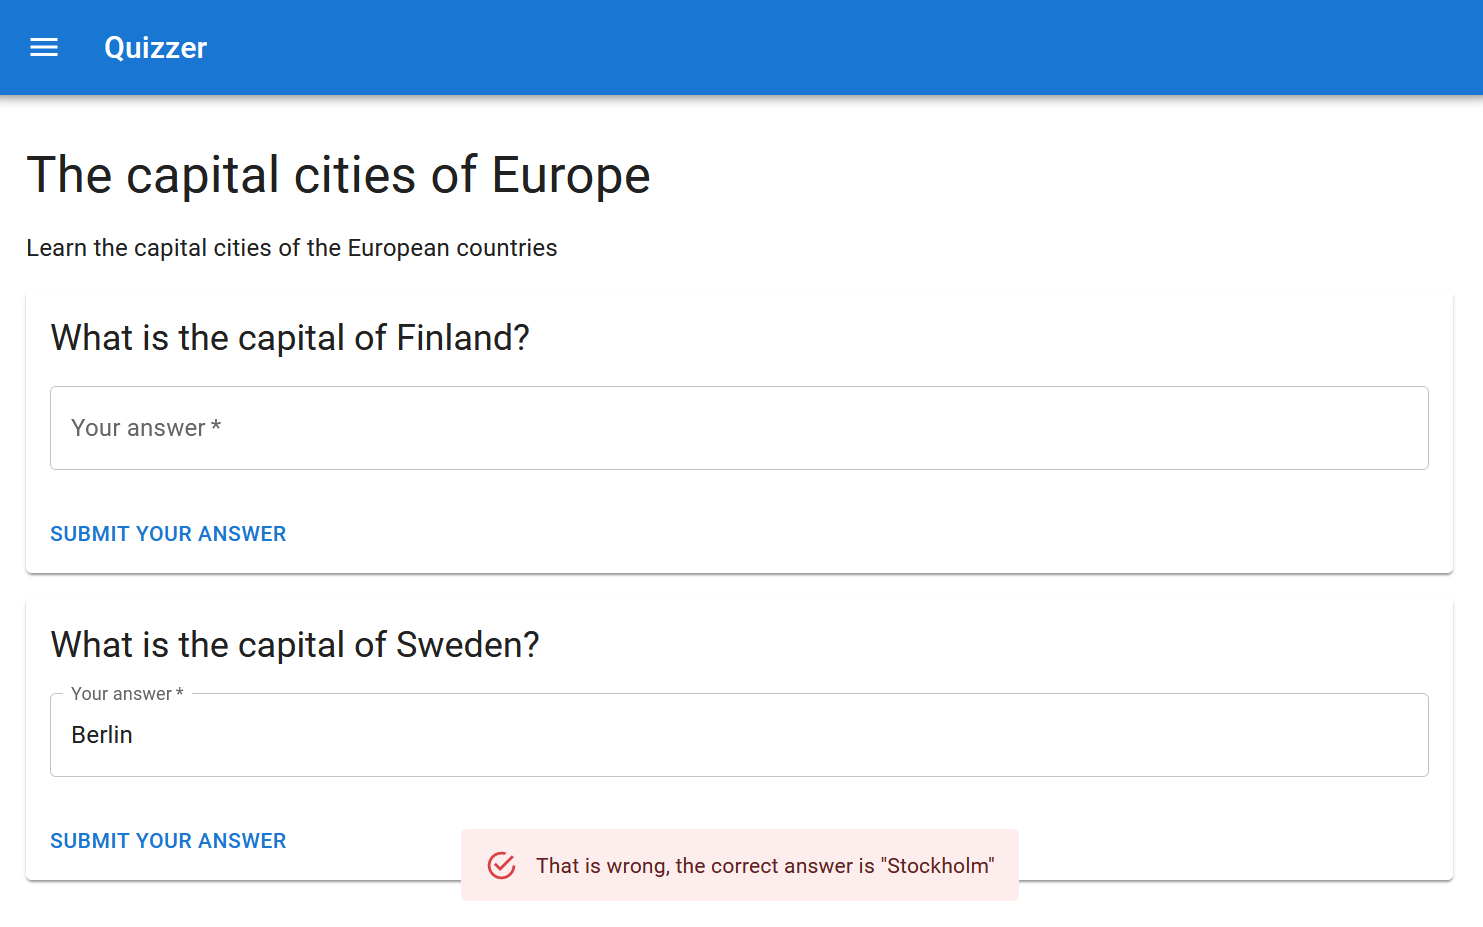 Quizzer
The capital cities of Europe
Learn the capital cities of the European countries
What is the capital of Finland?
Your answer *
SUBMIT YOUR ANSWER
What is the capital of Sweden?
Your answer *
Berlin
SUBMIT YOUR ANSWER
That is wrong, the correct answer is "Stockholm"